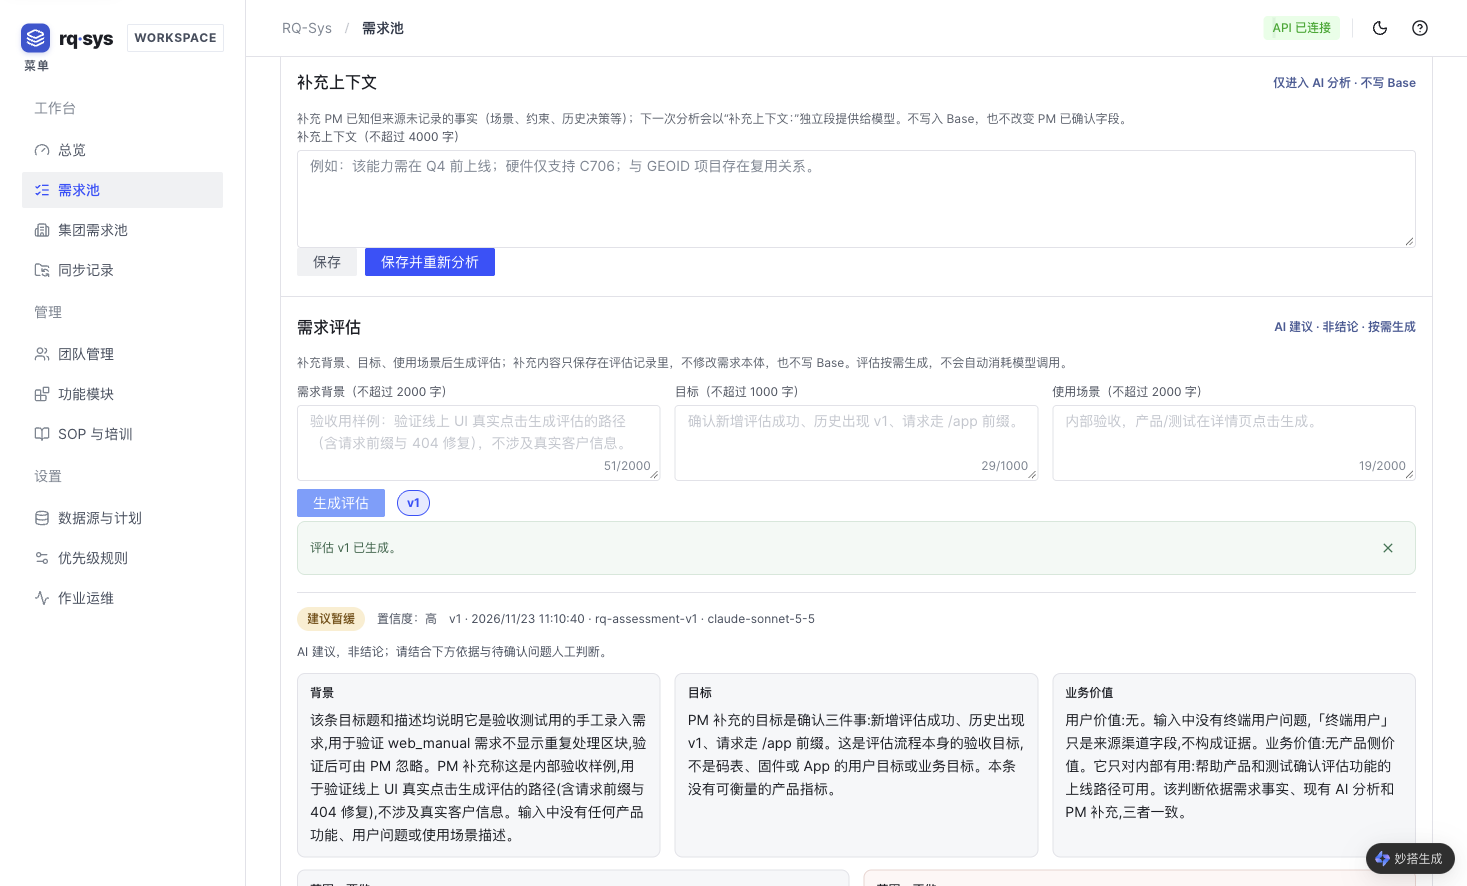 rq·sys
WORKSPACE
菜单
工作台
总览
需求池
集团需求池
同步记录
管理
团队管理
功能模块
SOP 与培训
设置
数据源与计划
优先级规则
作业运维
RQ-Sys / 需求池
API 已连接
补充上下文
仅进入 AI 分析 · 不写 Base
补充 PM 已知但来源未记录的事实（场景、约束、历史决策等）；下一次分析会以“补充上下文：”独立段提供给模型。不写入 Base，也不改变 PM 已确认字段。
补充上下文（不超过 4000 字）
例如：该能力需在 Q4 前上线；硬件仅支持 C706；与 GEOID 项目存在复用关系。
保存
保存并重新分析
需求评估
AI 建议 · 非结论 · 按需生成
补充背景、目标、使用场景后生成评估；补充内容只保存在评估记录里，不修改需求本体，也不写 Base。评估按需生成，不会自动消耗模型调用。
需求背景（不超过 2000 字）
验收用样例：验证线上 UI 真实点击生成评估的路径
（含请求前缀与 404 修复），不涉及真实客户信息。
51/2000
目标（不超过 1000 字）
确认新增评估成功、历史出现 v1、请求走 /app 前缀。
29/1000
使用场景（不超过 2000 字）
内部验收，产品/测试在详情页点击生成。
19/2000
生成评估
v1
评估 v1 已生成。
建议暂缓
置信度：高
v1 · 2026/11/23 11:10:40 · rq-assessment-v1 · claude-sonnet-5-5
AI 建议，非结论；请结合下方依据与待确认问题人工判断。
背景
该条目标题和描述均说明它是验收测试用的手工录入需
求,用于验证 web_manual 需求不显示重复处理区块,验
证后可由 PM 忽略。PM 补充称这是内部验收样例,用
于验证线上 UI 真实点击生成评估的路径(含请求前缀与
404 修复),不涉及真实客户信息。输入中没有任何产品
功能、用户问题或使用场景描述。
目标
PM 补充的目标是确认三件事:新增评估成功、历史出现
v1、请求走 /app 前缀。这是评估流程本身的验收目标,
不是码表、固件或 App 的用户目标或业务目标。本条
没有可衡量的产品指标。
业务价值
用户价值:无。输入中没有终端用户问题,「终端用户」
只是来源渠道字段,不构成证据。业务价值:无产品侧价
值。它只对内部有用:帮助产品和测试确认评估功能的
上线路径可用。该判断依据需求事实、现有 AI 分析和
PM 补充,三者一致。
妙搭生成